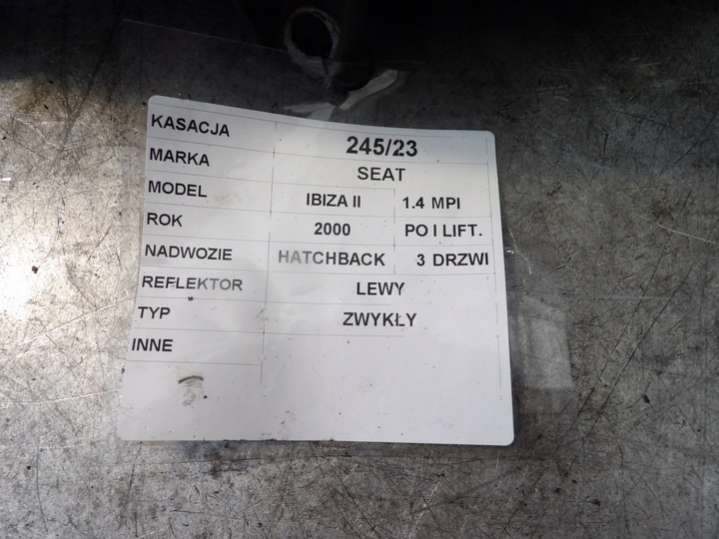 KASACJA 245/23
MARKA SEAT
MODEL IBIZA II 1.4 MPI
ROK 2000 PO I LIFT.
NADWOZIE HATCHBACK 3 DRZWI
REFLEKTOR LEWY
TYP ZWYKŁY
INNE